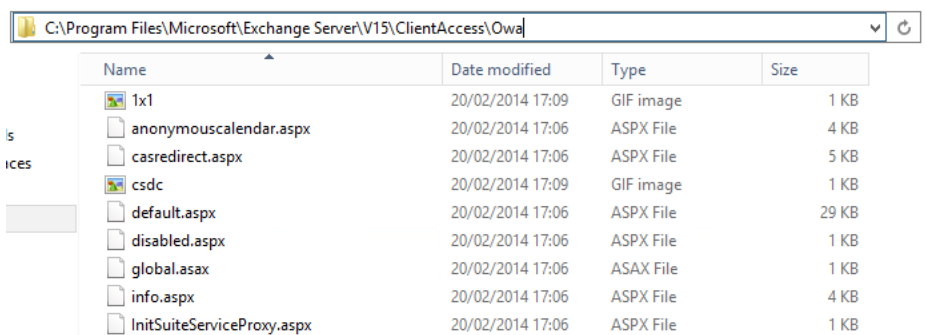 C:\Program Files\Microsoft\Exchange Server\V15\ClientAccess\Owa
Name Date modified Type Size
1x1 20/02/2014 17:09 GIF image 1 KB
anonymouscalendar.aspx 20/02/2014 17:06 ASPX File 4 KB
ls
casredirect.aspx 20/02/2014 17:06 ASPX File 5 KB
nces
csdc 20/02/2014 17:09 GIF image 1 KB
default.aspx 20/02/2014 17:06 ASPX File 29 KB
disabled.aspx 20/02/2014 17:06 ASPX File 1 KB
global.asax 20/02/2014 17:06 ASAX File 1 KB
info.aspx 20/02/2014 17:06 ASPX File 4 KB
InitSuiteServiceProxy.aspx 20/02/2014 17:06 ASPX File 1 KB